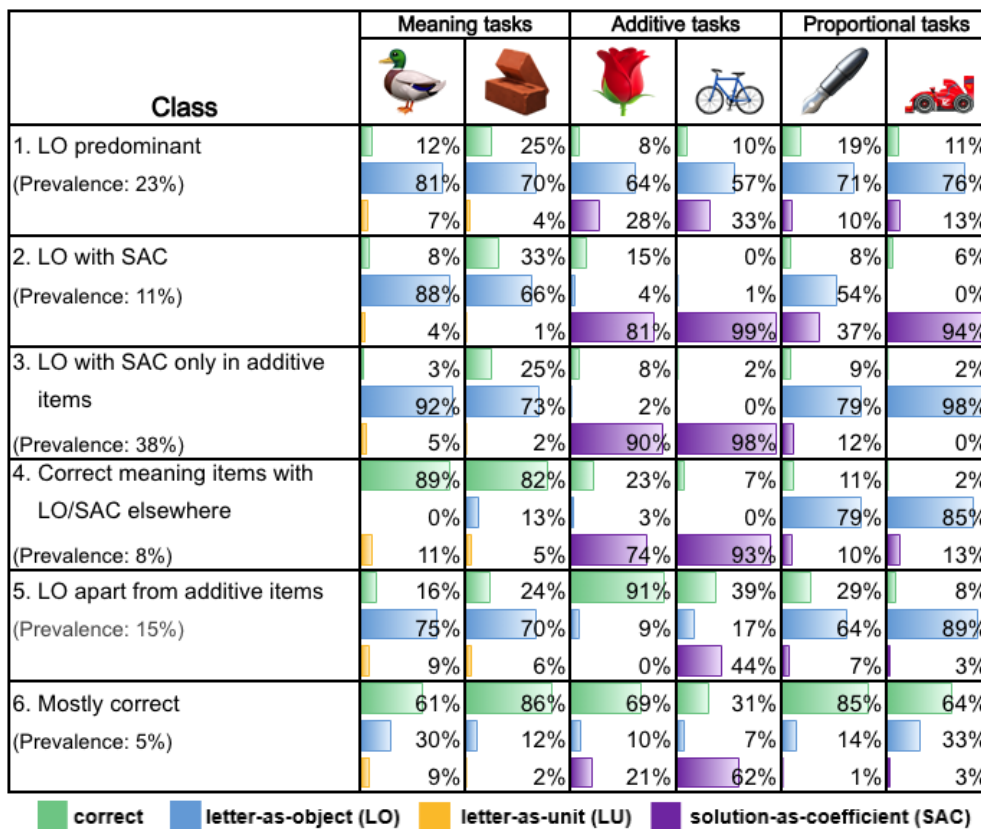 Meaning tasks Additive tasks Proportional tasks
Class
1. LO predominant 12% 25% 8% 10% 19% 11%
(Prevalence: 23%) 81% 70% 64% 57% 71% 76%
7% 4% 28% 33% 10% 13%
2. LO with SAC 8% 33% 15% 0% 8% 6%
(Prevalence: 11%) 88% 66% 4% 1% 54% 0%
4% 1% 81% 99% 37% 94%
3. LO with SAC only in additive 3% 25% 8% 2% 9% 2%
items 92% 73% 2% 0% 79% 98%
(Prevalence: 38%) 5% 2% 90% 98% 12% 0%
4. Correct meaning items with 89% 82% 23% 7% 11% 2%
LO/SAC elsewhere 0% 13% 3% 0% 79% 85%
(Prevalence: 8%) 11% 5% 74% 93% 10% 13%
5. LO apart from additive items 16% 24% 91% 39% 29% 8%
(Prevalence: 15%) 75% 70% 9% 17% 64% 89%
9% 6% 0% 44% 7% 3%
6. Mostly correct 61% 86% 69% 31% 85% 64%
(Prevalence: 5%) 30% 12% 10% 7% 14% 33%
9% 2% 21% 62% 1% 3%
correct letter-as-object (LO) letter-as-unit (LU) solution-as-coefficient (SAC)